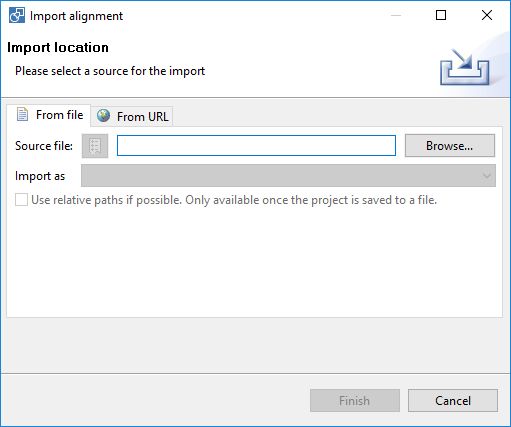 Import alignment
Import location
Please select a source for the import
From file
From URL
Source file:
Browse...
Import as
Use relative paths if possible. Only available once the project is saved to a file.
Finish
Cancel